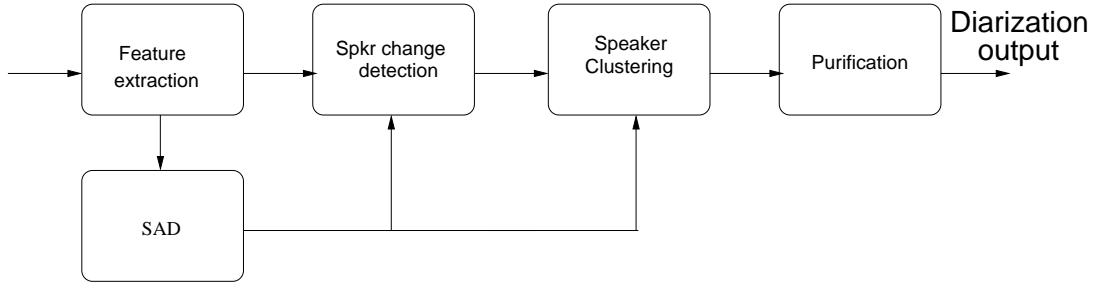 Feature
extraction
Spkr change
detection
Speaker
Clustering
Purification
Diarization
output
SAD